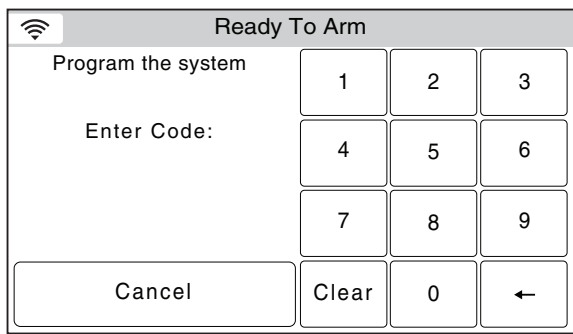 Ready To Arm
Program the system
Enter Code:
1 2 3
4 5 6
7 8 9
Cancel Clear 0 ←